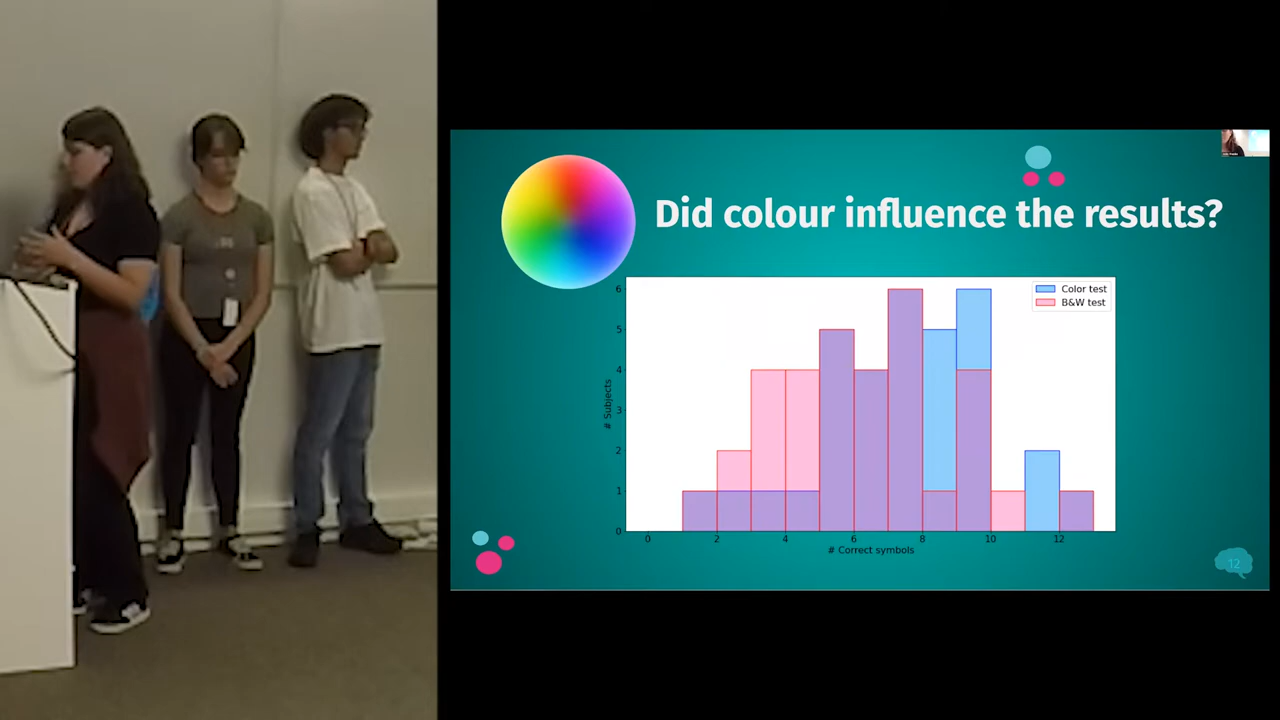 Did colour influence the results?
Color test
B&W test
6
5
4
3
2
1
0
# Subjects
0 2 4 6 8 10 12
# Correct symbols
12